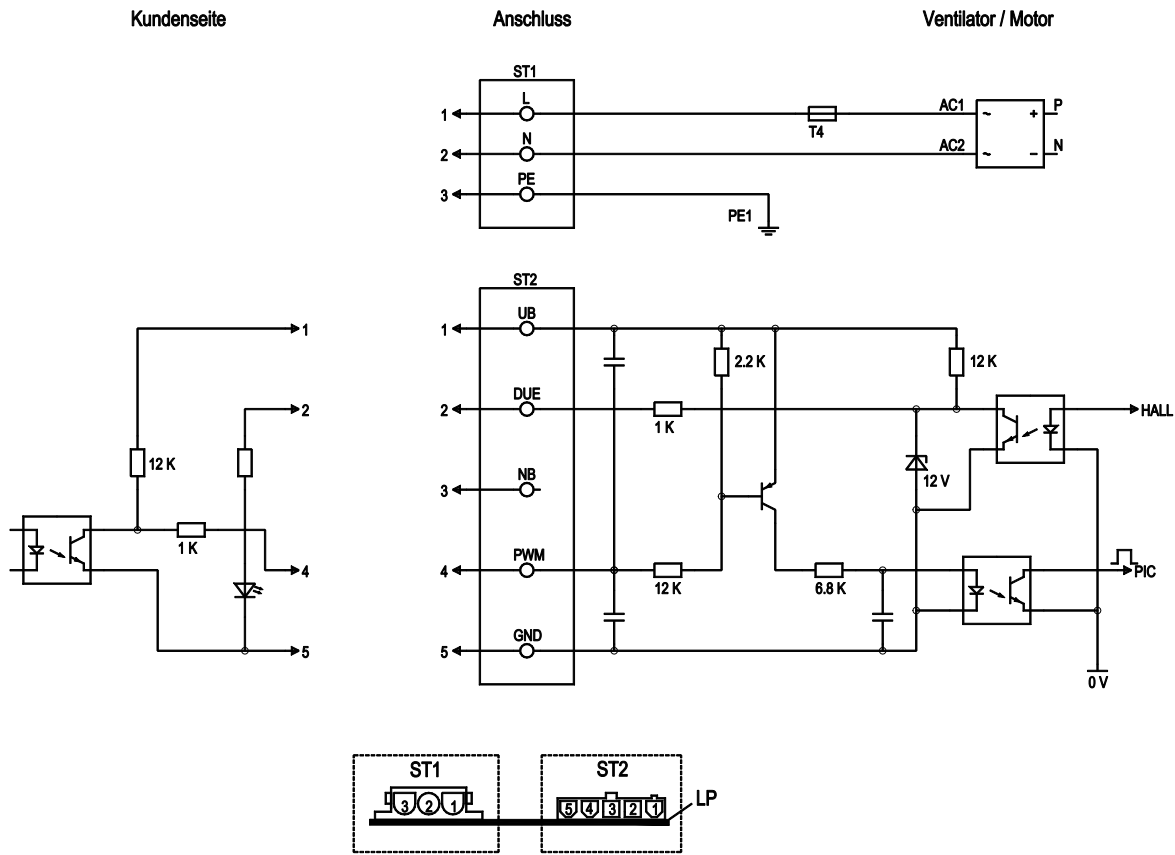 Kundenseite Anschluss Ventilator / Motor
ST1
1 L AC1 ~ + P
T4
2 N AC2 ~ – N
3 PE
PE1
ST2
1 1 UB
2.2 K 12 K
2 2 DUE HALL
1 K
12 K
12 V
3 NB
1 K
4 4 PWM PIC
12 K 6.8 K
5 5 GND
0 V
ST1 ST2
LP
3 2 1 5 4 3 2 1